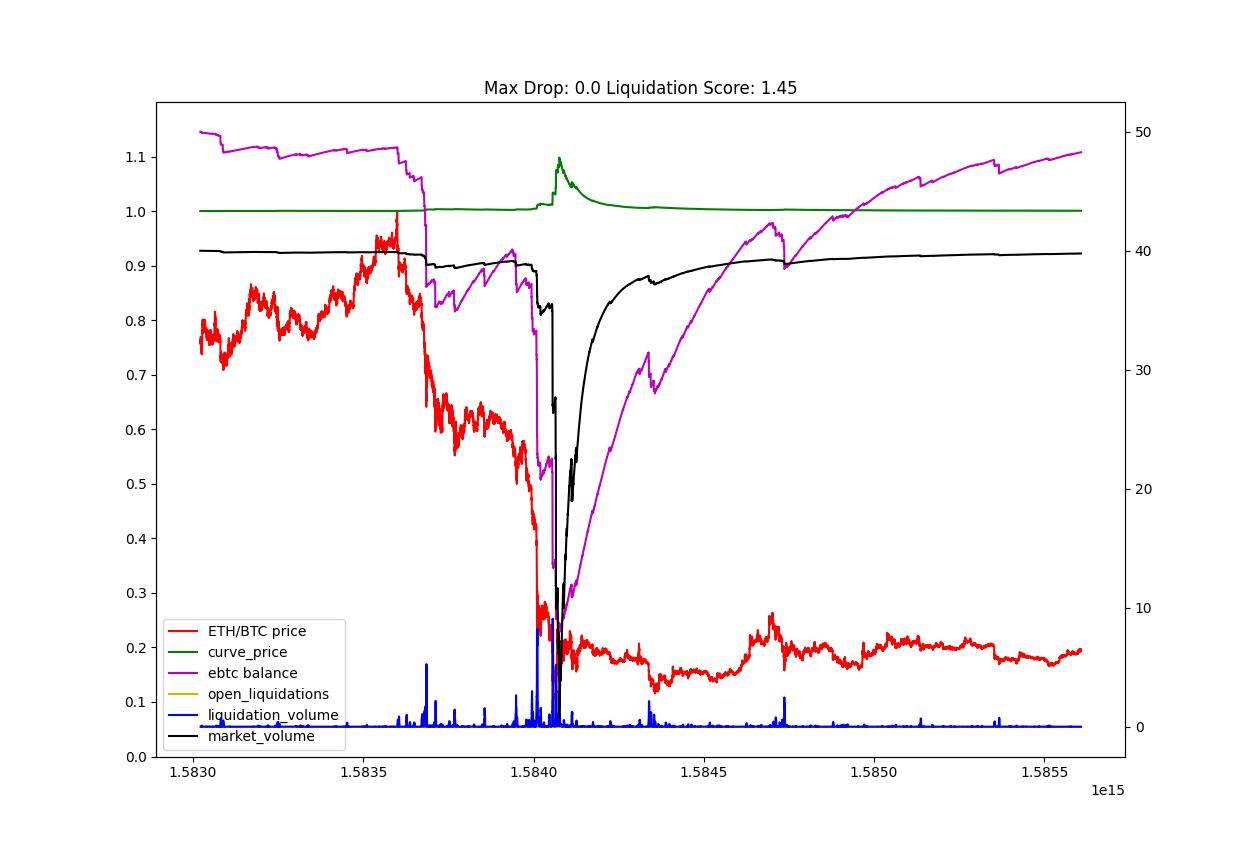 Max Drop: 0.0 Liquidation Score: 1.45
1.1
1.0
0.9
0.8
0.7
0.6
0.5
0.4
0.3
0.2
0.1
0.0
50
40
30
20
10
0
ETH/BTC price
curve_price
ebtc balance
open_liquidations
liquidation_volume
market_volume
1.5830 1.5835 1.5840 1.5845 1.5850 1.5855
1e15